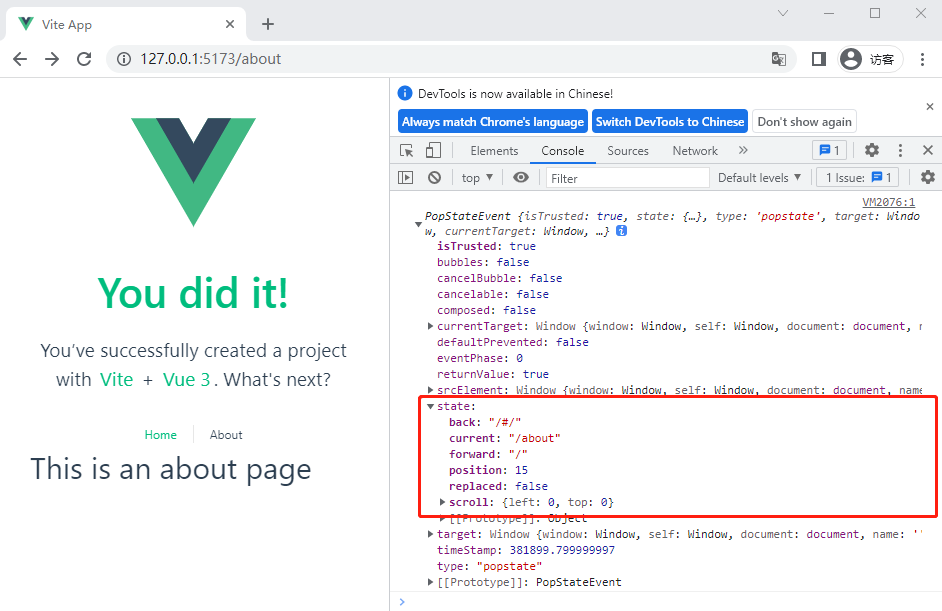 Vite App
127.0.0.1:5173/about
访客
You did it!
You've successfully created a project
with Vite + Vue 3. What's next?
Home About
This is an about page
DevTools is now available in Chinese!
Always match Chrome's language Switch DevTools to Chinese Don't show again
Elements Console Sources Network » 1
top ▼ Filter Default levels ▼ 1 Issue: 1
VM2076:1
PopStateEvent {isTrusted: true, state: {…}, type: 'popstate', target: Windo
w, currentTarget: Window, …}
isTrusted: true
bubbles: false
cancelBubble: false
cancelable: false
composed: false
currentTarget: Window {window: Window, self: Window, document: document,
defaultPrevented: false
eventPhase: 0
returnValue: true
srcElement: Window {window: Window, self: Window, document: document, name
state:
back: "/#/"
current: "/about"
forward: "/"
position: 15
replaced: false
scroll: {left: 0, top: 0}
[[Prototype]]: Object
target: Window {window: Window, self: Window, document: document, name: ''
timeStamp: 381899.799999997
type: "popstate"
[[Prototype]]: PopStateEvent